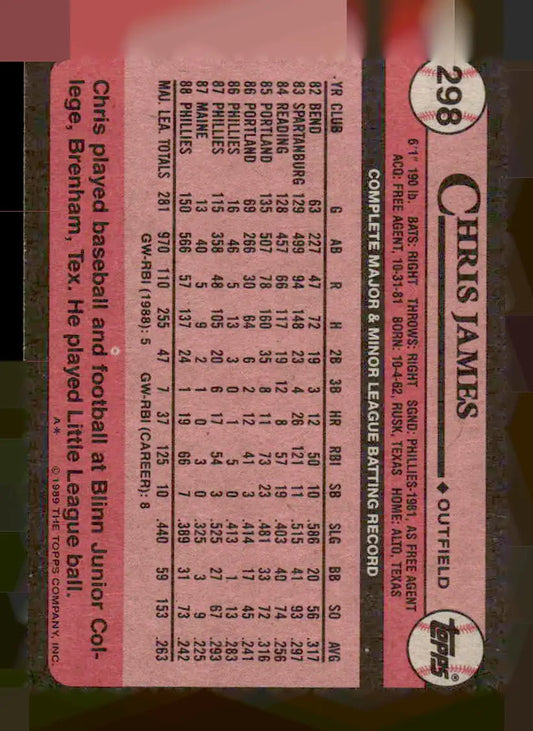 298
CHRIS JAMES ◆ OUTFIELD
topps®
6'1" 190 lb. BATS: RIGHT THROWS: RIGHT SGND: PHILLIES-1981, AS FREE AGENT
ACQ: FREE AGENT, 10-31-81 BORN: 10-4-62, RUSK, TEXAS HOME: ALTO, TEXAS
COMPLETE MAJOR & MINOR LEAGUE BATTING RECORD
YR CLUB G AB R H 2B 3B HR RBI SB SLG BB SO AVG
82 BEND 63 227 47 72 19 3 12 50 10 .586 20 56 .317
83 SPARTANBURG 129 499 94 148 23 4 26 121 11 .515 41 93 .297
84 READING 128 457 66 117 19 12 8 57 19 .403 40 74 .256
85 PORTLAND 135 507 78 160 35 8 11 73 23 .481 33 72 .316
86 PORTLAND 69 266 30 64 6 2 12 41 3 .414 17 45 .241
86 PHILLIES 16 46 5 13 3 0 1 5 0 .413 1 13 .283
87 PHILLIES 115 358 48 105 20 6 17 54 3 .525 27 67 .293
87 MAINE 13 40 5 9 2 1 0 3 0 .325 3 9 .225
88 PHILLIES 150 566 57 137 24 1 19 66 7 .389 31 73 .242
MAJ. LEA. TOTALS 281 970 110 255 47 7 37 125 10 .440 59 153 .263
GW-RBI (1988): 5 GW-RBI (CAREER): 8
Chris played baseball and football at Blinn Junior Col-
lege, Brenham, Tex. He played Little League ball.
A* © 1989 THE TOPPS COMPANY, INC.